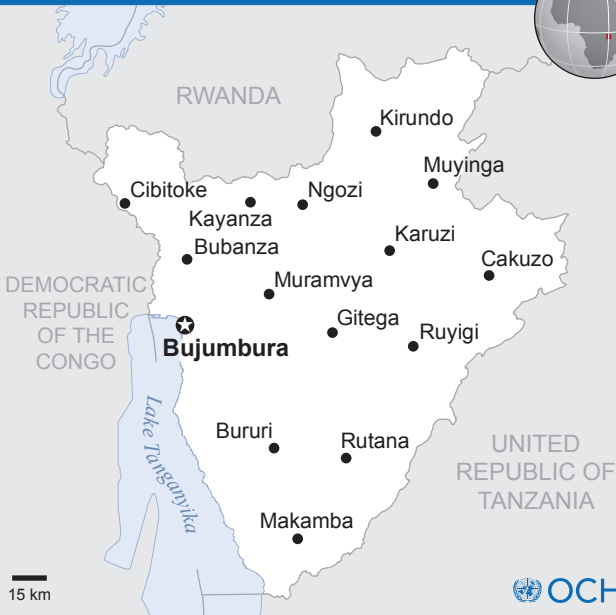 RWANDA
Kirundo
Muyinga
Cibitoke
Ngozi
Kayanza
Karuzi
Bubanza
Cakuzo
Muramvya
DEMOCRATIC
REPUBLIC
OF THE
CONGO
Gitega
Ruyigi
Bujumbura
Lake Tanganyika
Bururi
Rutana
UNITED
REPUBLIC OF
TANZANIA
Makamba
15 km
OCH